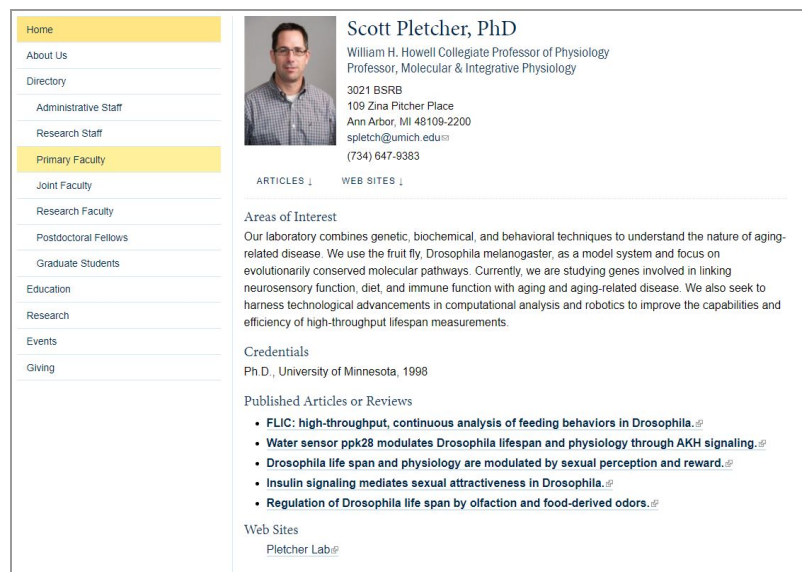 Home
About Us
Directory
Administrative Staff
Research Staff
Primary Faculty
Joint Faculty
Research Faculty
Postdoctoral Fellows
Graduate Students
Education
Research
Events
Giving
Scott Pletcher, PhD
William H. Howell Collegiate Professor of Physiology
Professor, Molecular & Integrative Physiology
3021 BSRB
109 Zina Pitcher Place
Ann Arbor, MI 48109-2200
spletch@umich.edu
(734) 647-9383
ARTICLES ↓ WEB SITES ↓
Areas of Interest
Our laboratory combines genetic, biochemical, and behavioral techniques to understand the nature of aging-
related disease. We use the fruit fly, Drosophila melanogaster, as a model system and focus on
evolutionarily conserved molecular pathways. Currently, we are studying genes involved in linking
neurosensory function, diet, and immune function with aging and aging-related disease. We also seek to
harness technological advancements in computational analysis and robotics to improve the capabilities and
efficiency of high-throughput lifespan measurements.
Credentials
Ph.D., University of Minnesota, 1998
Published Articles or Reviews
• FLIC: high-throughput, continuous analysis of feeding behaviors in Drosophila.
• Water sensor ppk28 modulates Drosophila lifespan and physiology through AKH signaling.
• Drosophila life span and physiology are modulated by sexual perception and reward.
• Insulin signaling mediates sexual attractiveness in Drosophila.
• Regulation of Drosophila life span by olfaction and food-derived odors.
Web Sites
Pletcher Lab